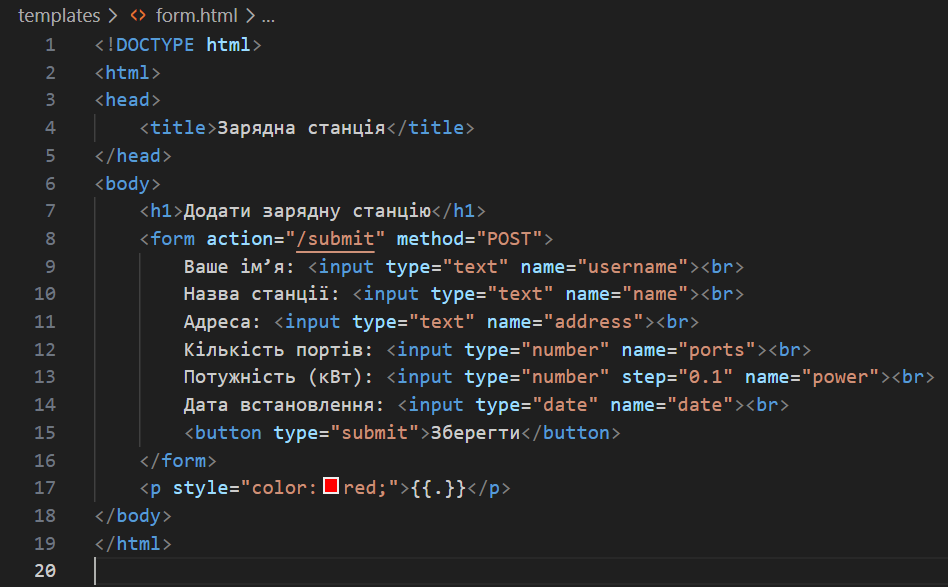 templates > <> form.html > ...
1 <!DOCTYPE html>
2 <html>
3 <head>
4 <title>Зарядна станція</title>
5 </head>
6 <body>
7 <h1>Додати зарядну станцію</h1>
8 <form action="/submit" method="POST">
9 Ваше ім’я: <input type="text" name="username"><br>
10 Назва станції: <input type="text" name="name"><br>
11 Адреса: <input type="text" name="address"><br>
12 Кількість портів: <input type="number" name="ports"><br>
13 Потужність (кВт): <input type="number" step="0.1" name="power"><br>
14 Дата встановлення: <input type="date" name="date"><br>
15 <button type="submit">Зберегти</button>
16 </form>
17 <p style="color: red;">{{.}}</p>
18 </body>
19 </html>
20